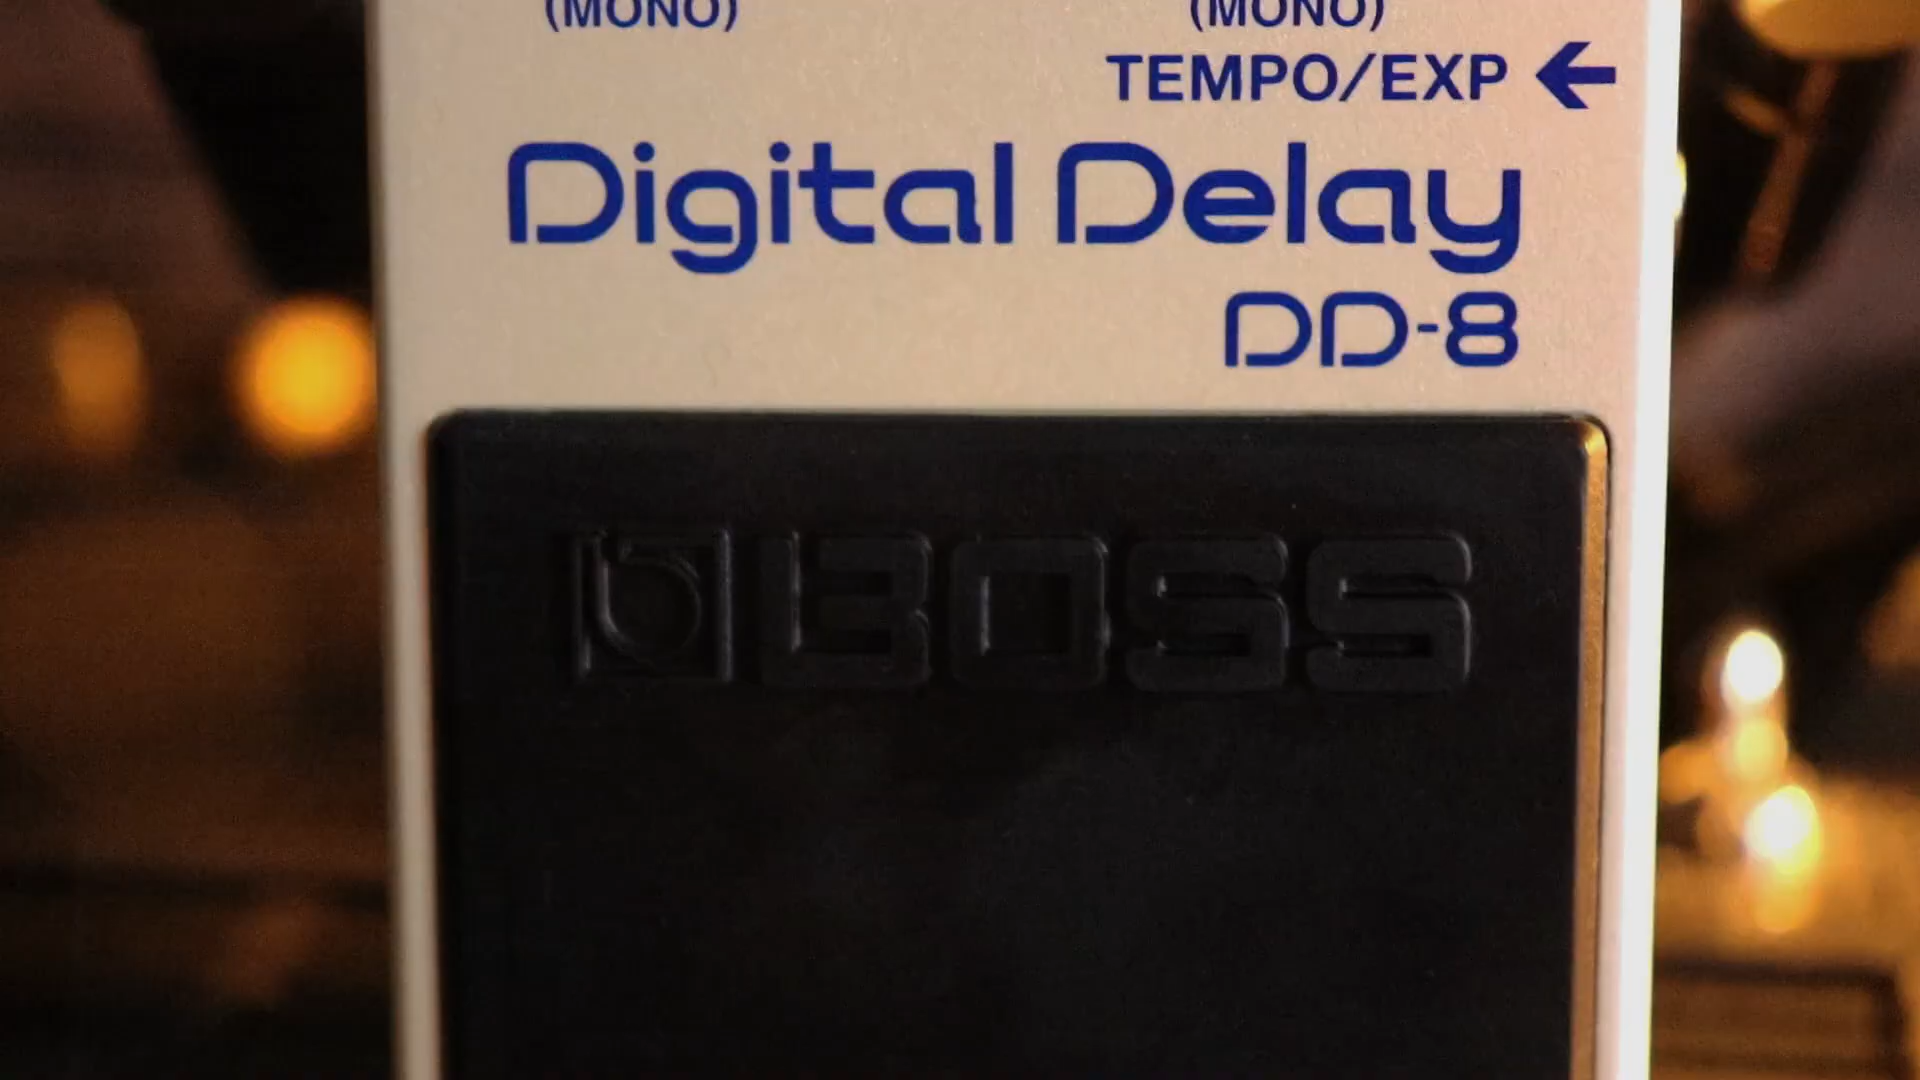 (MONO) (MONO)
TEMPO/EXP ←
Digital Delay
DD-8
BOSS